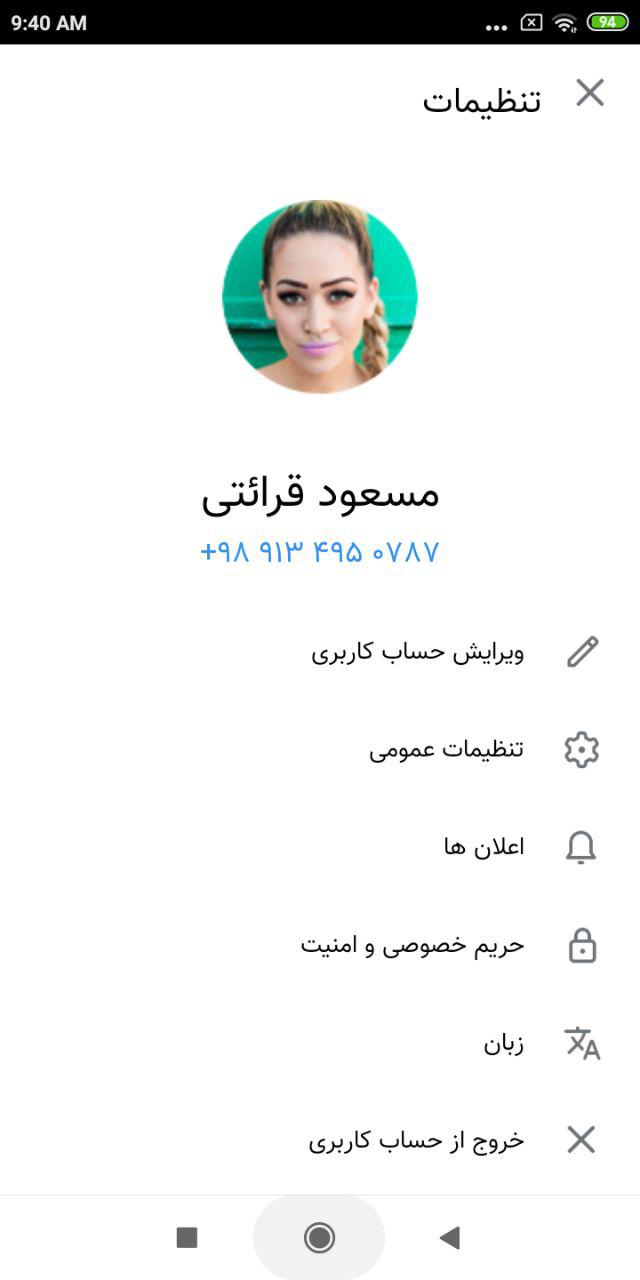 9:40 AM
94
تنظیمات
مسعود قرائتی
+۹۸ ۹۱۳ ۴۹۵ ۰۷۸۷
ویرایش حساب کاربری
تنظیمات عمومی
اعلان ها
حریم خصوصی و امنیت
زبان
خروج از حساب کاربری